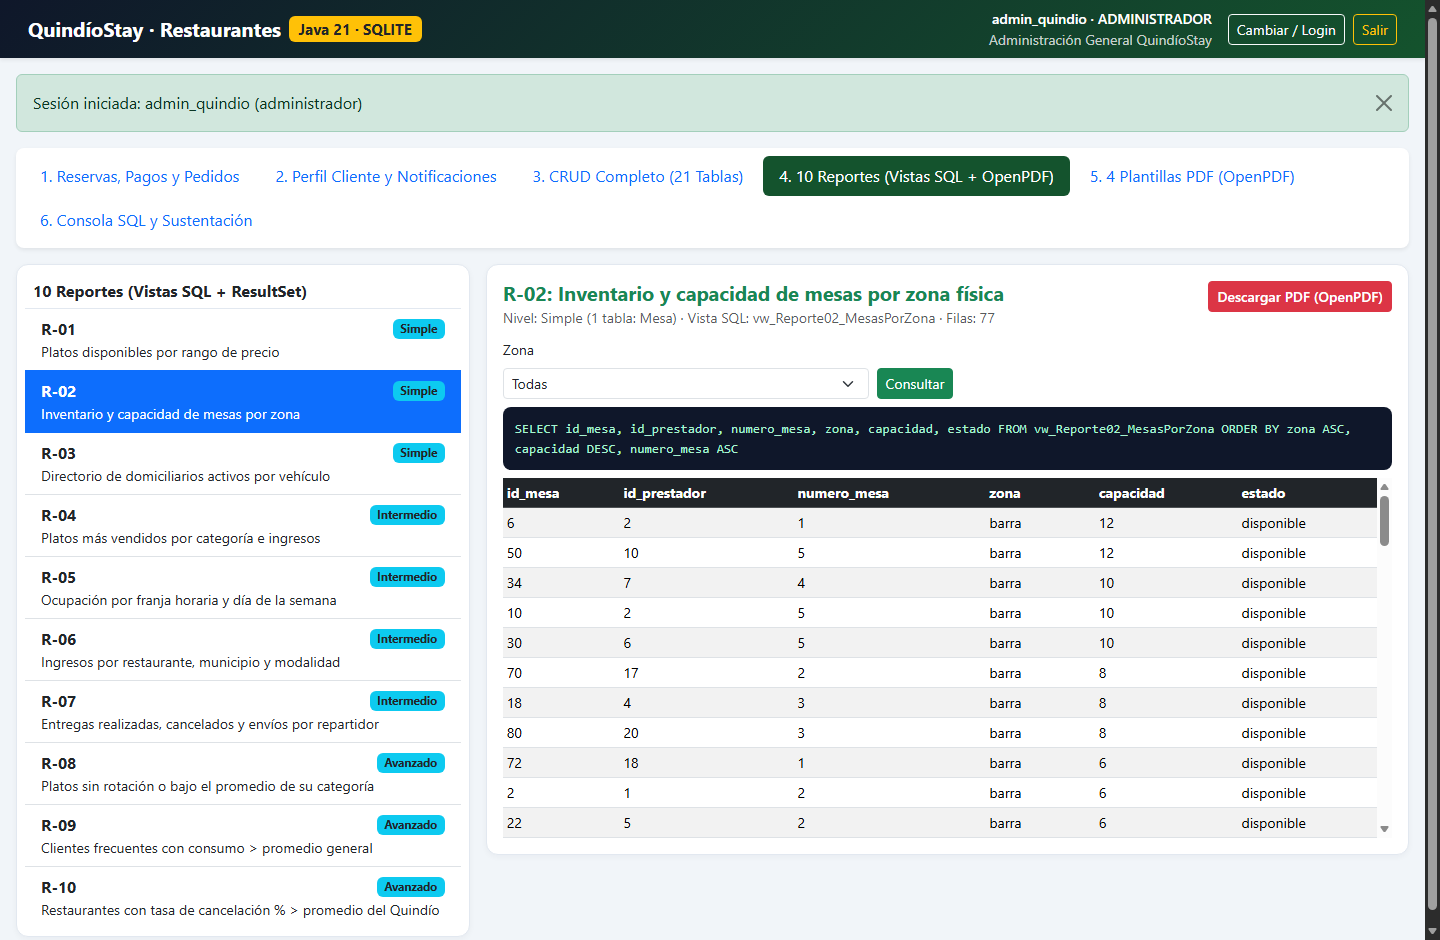 QuindíoStay · Restaurantes
Java 21 · SQLITE
admin_quindio · ADMINISTRADOR
Administración General QuindíoStay
Cambiar / Login
Salir
Sesión iniciada: admin_quindio (administrador)
1. Reservas, Pagos y Pedidos
2. Perfil Cliente y Notificaciones
3. CRUD Completo (21 Tablas)
4. 10 Reportes (Vistas SQL + OpenPDF)
5. 4 Plantillas PDF (OpenPDF)
6. Consola SQL y Sustentación
10 Reportes (Vistas SQL + ResultSet)
R-01 Simple
Platos disponibles por rango de precio
R-02 Simple
Inventario y capacidad de mesas por zona
R-03 Simple
Directorio de domiciliarios activos por vehículo
R-04 Intermedio
Platos más vendidos por categoría e ingresos
R-05 Intermedio
Ocupación por franja horaria y día de la semana
R-06 Intermedio
Ingresos por restaurante, municipio y modalidad
R-07 Intermedio
Entregas realizadas, cancelados y envíos por repartidor
R-08 Avanzado
Platos sin rotación o bajo el promedio de su categoría
R-09 Avanzado
Clientes frecuentes con consumo > promedio general
R-10 Avanzado
Restaurantes con tasa de cancelación % > promedio del Quindío
R-02: Inventario y capacidad de mesas por zona física
Descargar PDF (OpenPDF)
Nivel: Simple (1 tabla: Mesa) · Vista SQL: vw_Reporte02_MesasPorZona · Filas: 77
Zona
Todas
Consultar
SELECT id_mesa, id_prestador, numero_mesa, zona, capacidad, estado FROM vw_Reporte02_MesasPorZona ORDER BY zona ASC,
capacidad DESC, numero_mesa ASC
id_mesa id_prestador numero_mesa zona capacidad estado
6 2 1 barra 12 disponible
50 10 5 barra 12 disponible
34 7 4 barra 10 disponible
10 2 5 barra 10 disponible
30 6 5 barra 10 disponible
70 17 2 barra 8 disponible
18 4 3 barra 8 disponible
80 20 3 barra 8 disponible
72 18 1 barra 6 disponible
2 1 2 barra 6 disponible
22 5 2 barra 6 disponible